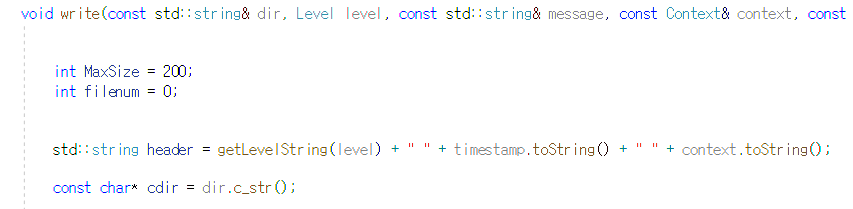 void write(const std::string& dir, Level level, const std::string& message, const Context& context, const
int MaxSize = 200;
int filenum = 0;
std::string header = getLevelString(level) + " " + timestamp.toString() + " " + context.toString();
const char* cdir = dir.c_str();